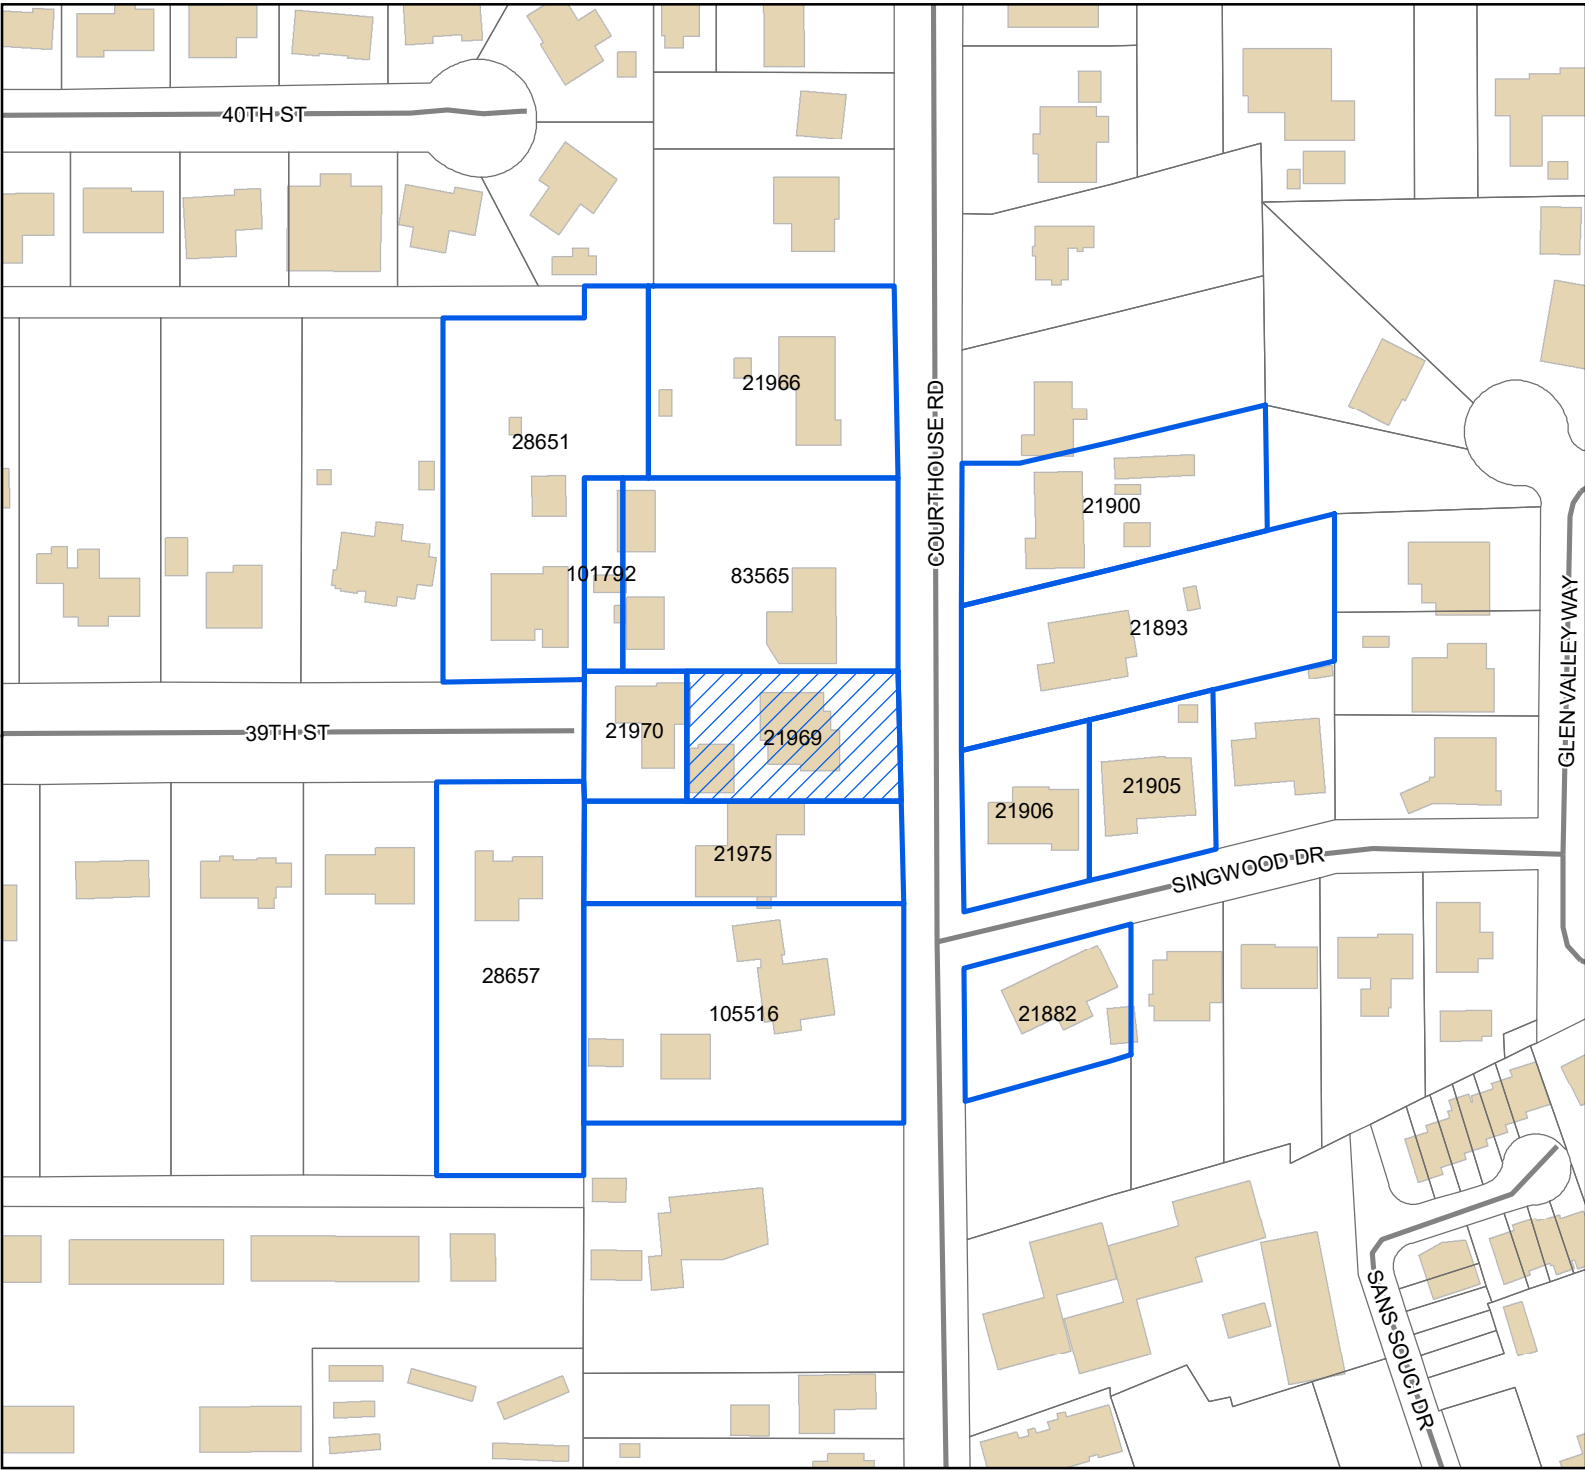 40TH ST
21966
28651
COURTHOUSE RD
21900
101792
83565
21893
GLEN VALLEY WAY
39TH ST
21970
21969
21905
21906
21975
SINGWOOD DR
28657
105516
21882
SANS SOUCI DR